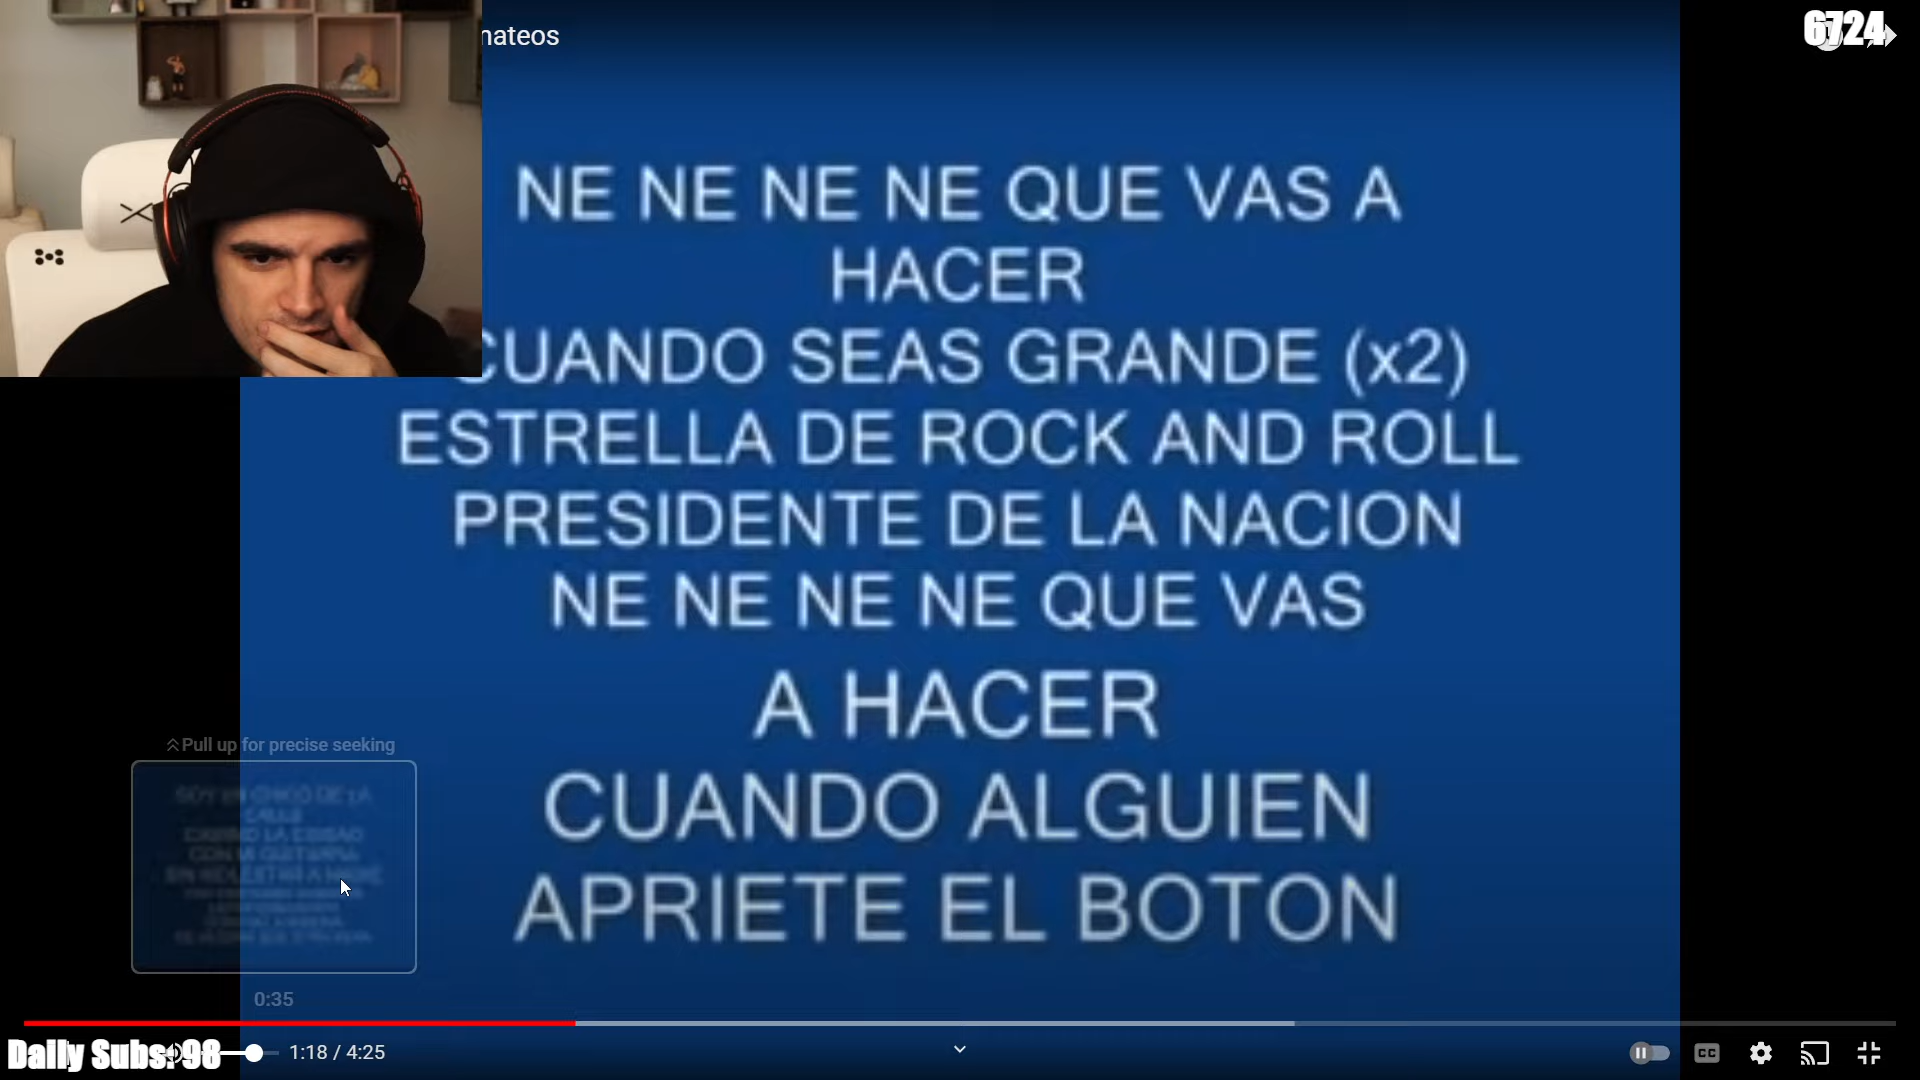 nateos
6724
NE NE NE NE QUE VAS A
HACER
CUANDO SEAS GRANDE (x2)
ESTRELLA DE ROCK AND ROLL
PRESIDENTE DE LA NACION
NE NE NE NE QUE VAS
A HACER
CUANDO ALGUIEN
APRIETE EL BOTON
Pull up for precise seeking
0:35
Daily Subs: 98
1:18 / 4:25
CC